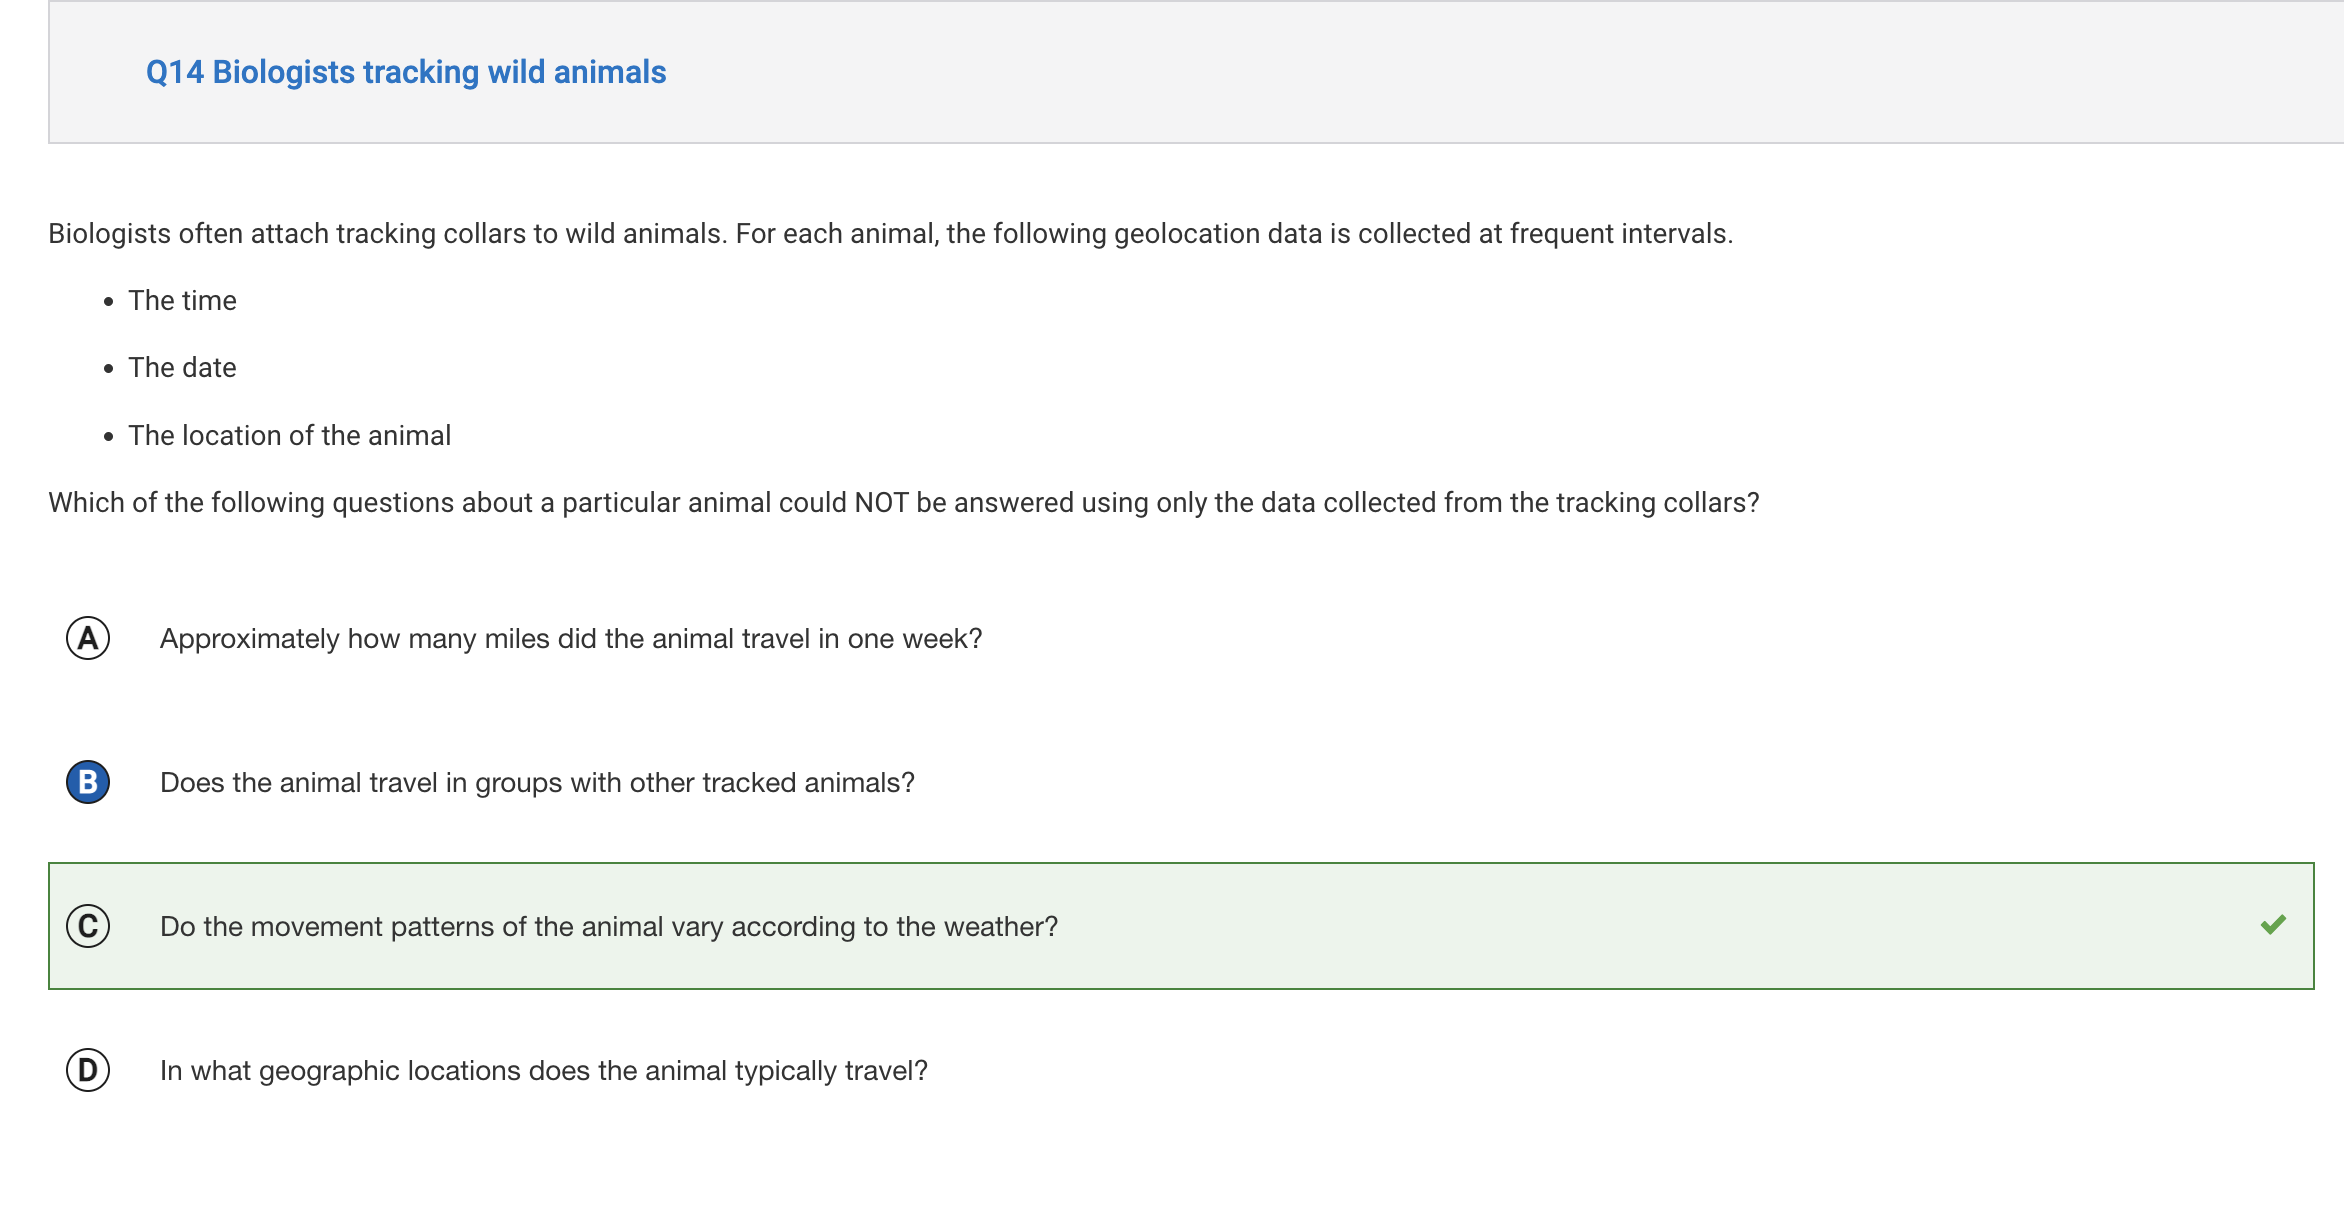 Q14 Biologists tracking wild animals
Biologists often attach tracking collars to wild animals. For each animal, the following geolocation data is collected at frequent intervals.
• The time
• The date
• The location of the animal
Which of the following questions about a particular animal could NOT be answered using only the data collected from the tracking collars?
A Approximately how many miles did the animal travel in one week?
B Does the animal travel in groups with other tracked animals?
C Do the movement patterns of the animal vary according to the weather?
D In what geographic locations does the animal typically travel?